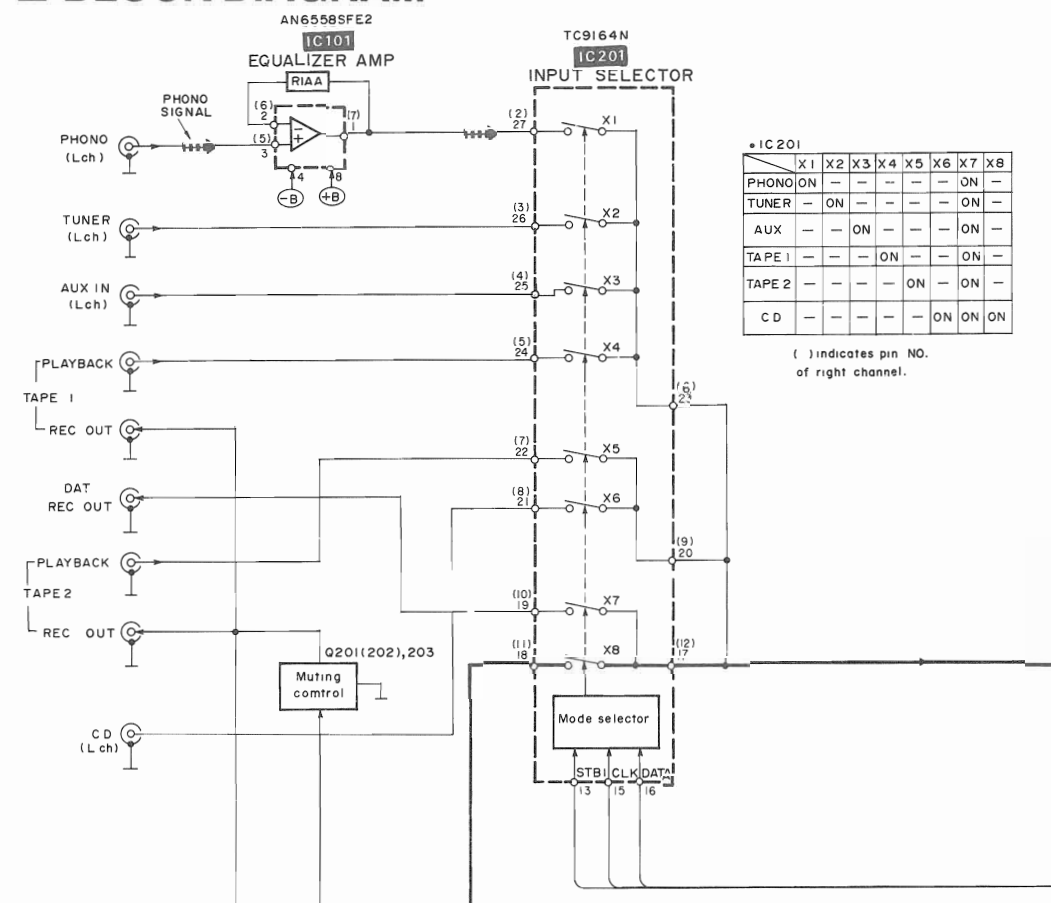 AN6558SFE2
IC101
EQUALIZER AMP
RIAA
PHONO
SIGNAL
PHONO
(Lch)
(6)
2
(5)
3
(7)
1
4
8
-B
+B
TC9164N
IC201
INPUT SELECTOR
(2)
27
X1
TUNER
(Lch)
(3)
26
X2
AUX IN
(Lch)
(4)
25
X3
PLAYBACK
TAPE 1
REC OUT
(5)
24
X4
(6)
23
DAT
REC OUT
(7)
22
X5
(8)
21
X6
PLAYBACK
TAPE 2
REC OUT
(9)
20
(10)
19
X7
(11)
18
X8
(12)
17
Q201(202),203
Muting
comtrol
CD
(Lch)
Mode selector
STB1 CLK DATA
13 15 16
• IC201
X1 X2 X3 X4 X5 X6 X7 X8
PHONO ON – – – – – ON –
TUNER – ON – – – – ON –
AUX – – ON – – – ON –
TAPE 1 – – – ON – – ON –
TAPE 2 – – – – ON – ON –
CD – – – – – ON ON ON
( ) indicates pin NO.
of right channel.